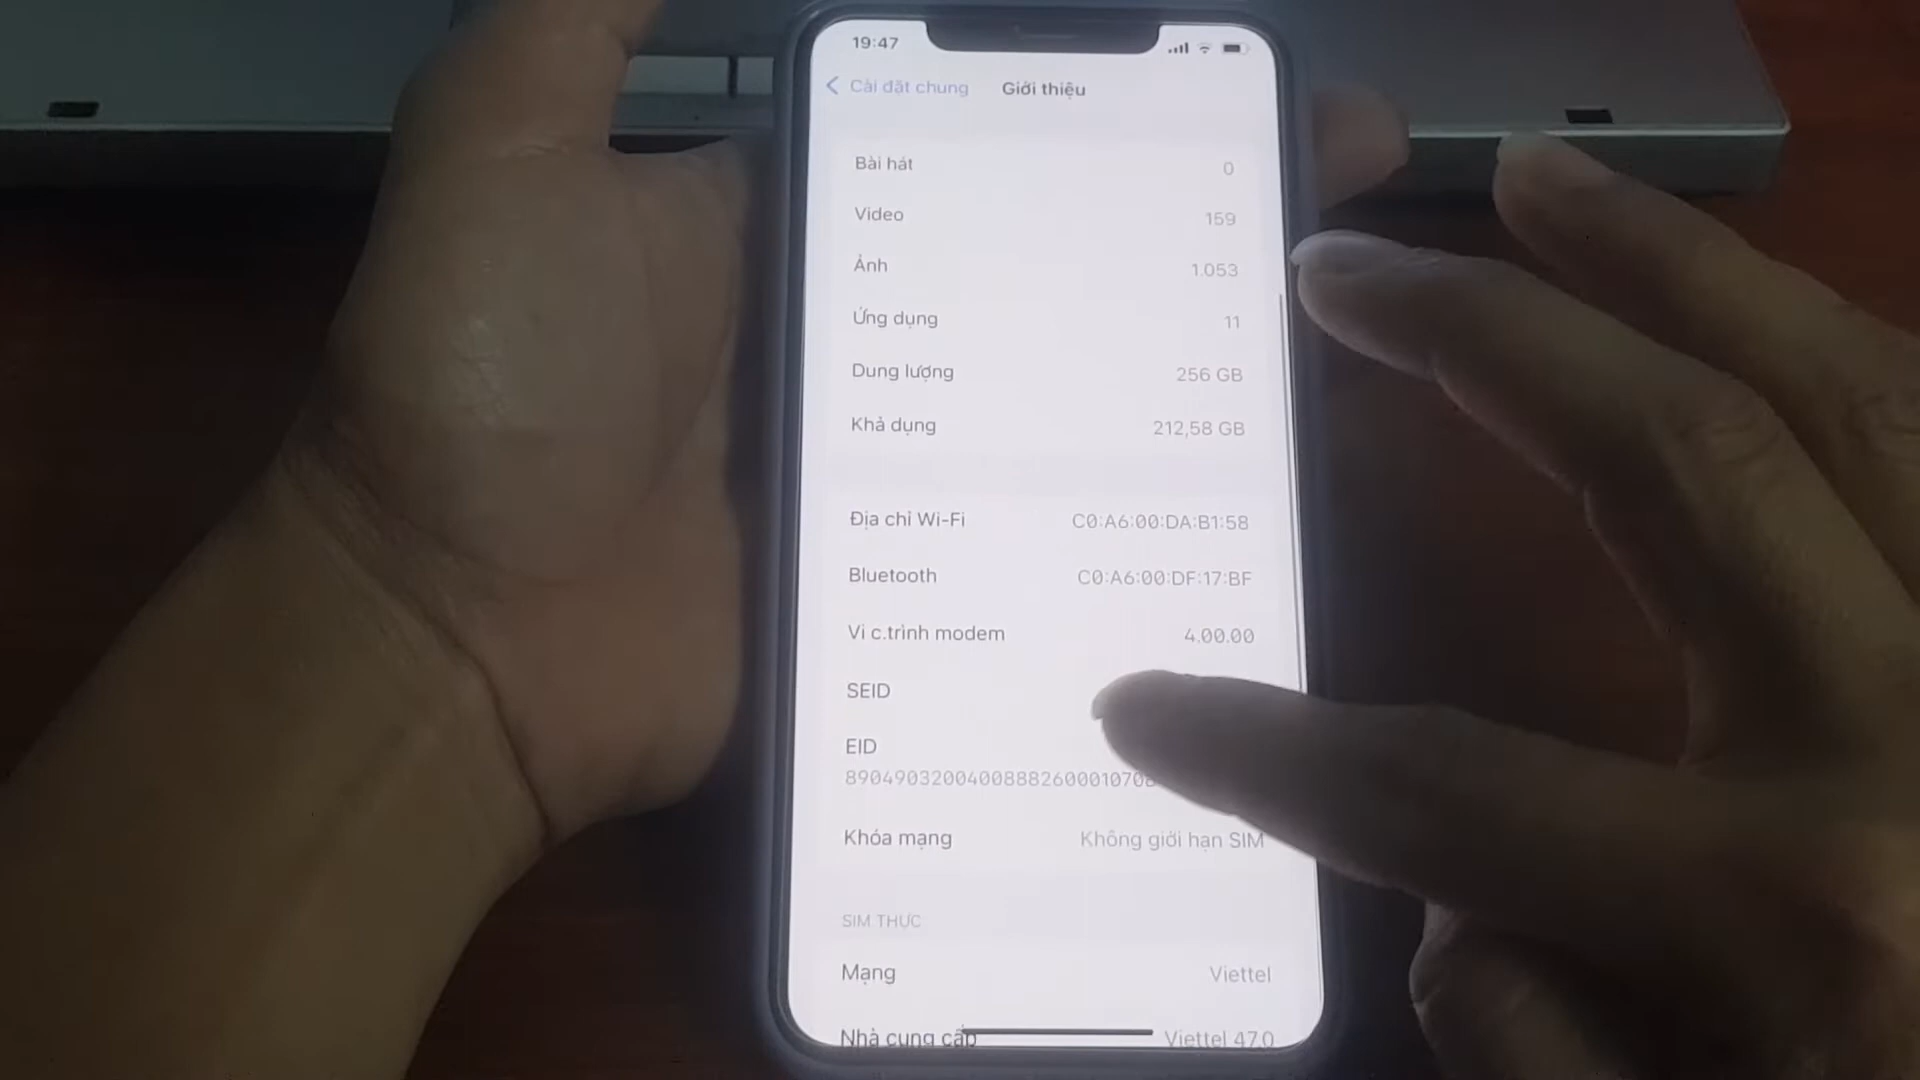 19:47
Cài đặt chung Giới thiệu
Bài hát 0
Video 159
Ảnh 1.053
Ứng dụng 11
Dung lượng 256 GB
Khả dụng 212,58 GB
Địa chỉ Wi-Fi C0:A6:00:DA:B1:58
Bluetooth C0:A6:00:DF:17:BF
Vi c.trình modem 4.00.00
SEID
EID
Khóa mạng Không giới hạn SIM
SIM THỰC
Mạng Viettel
Nhà cung cấp Viettel 47.0